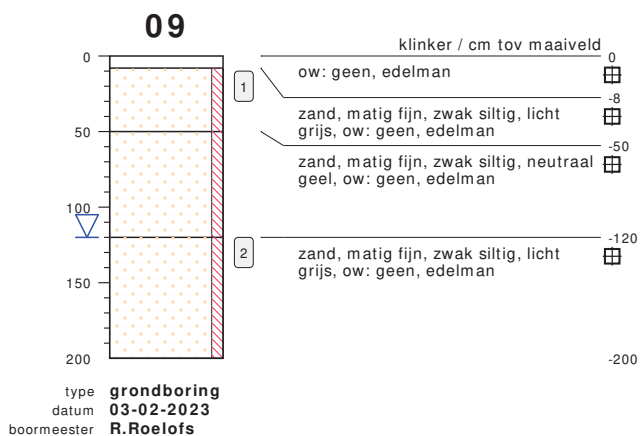 09
klinker / cm tov maaiveld
0
0
ow: geen, edelman
1
-8
zand, matig fijn, zwak siltig, licht
grijs, ow: geen, edelman
50
-50
zand, matig fijn, zwak siltig, neutraal
geel, ow: geen, edelman
100
-120
2
zand, matig fijn, zwak siltig, licht
grijs, ow: geen, edelman
150
200
-200
type grondboring
datum 03-02-2023
boormeester R.Roelofs